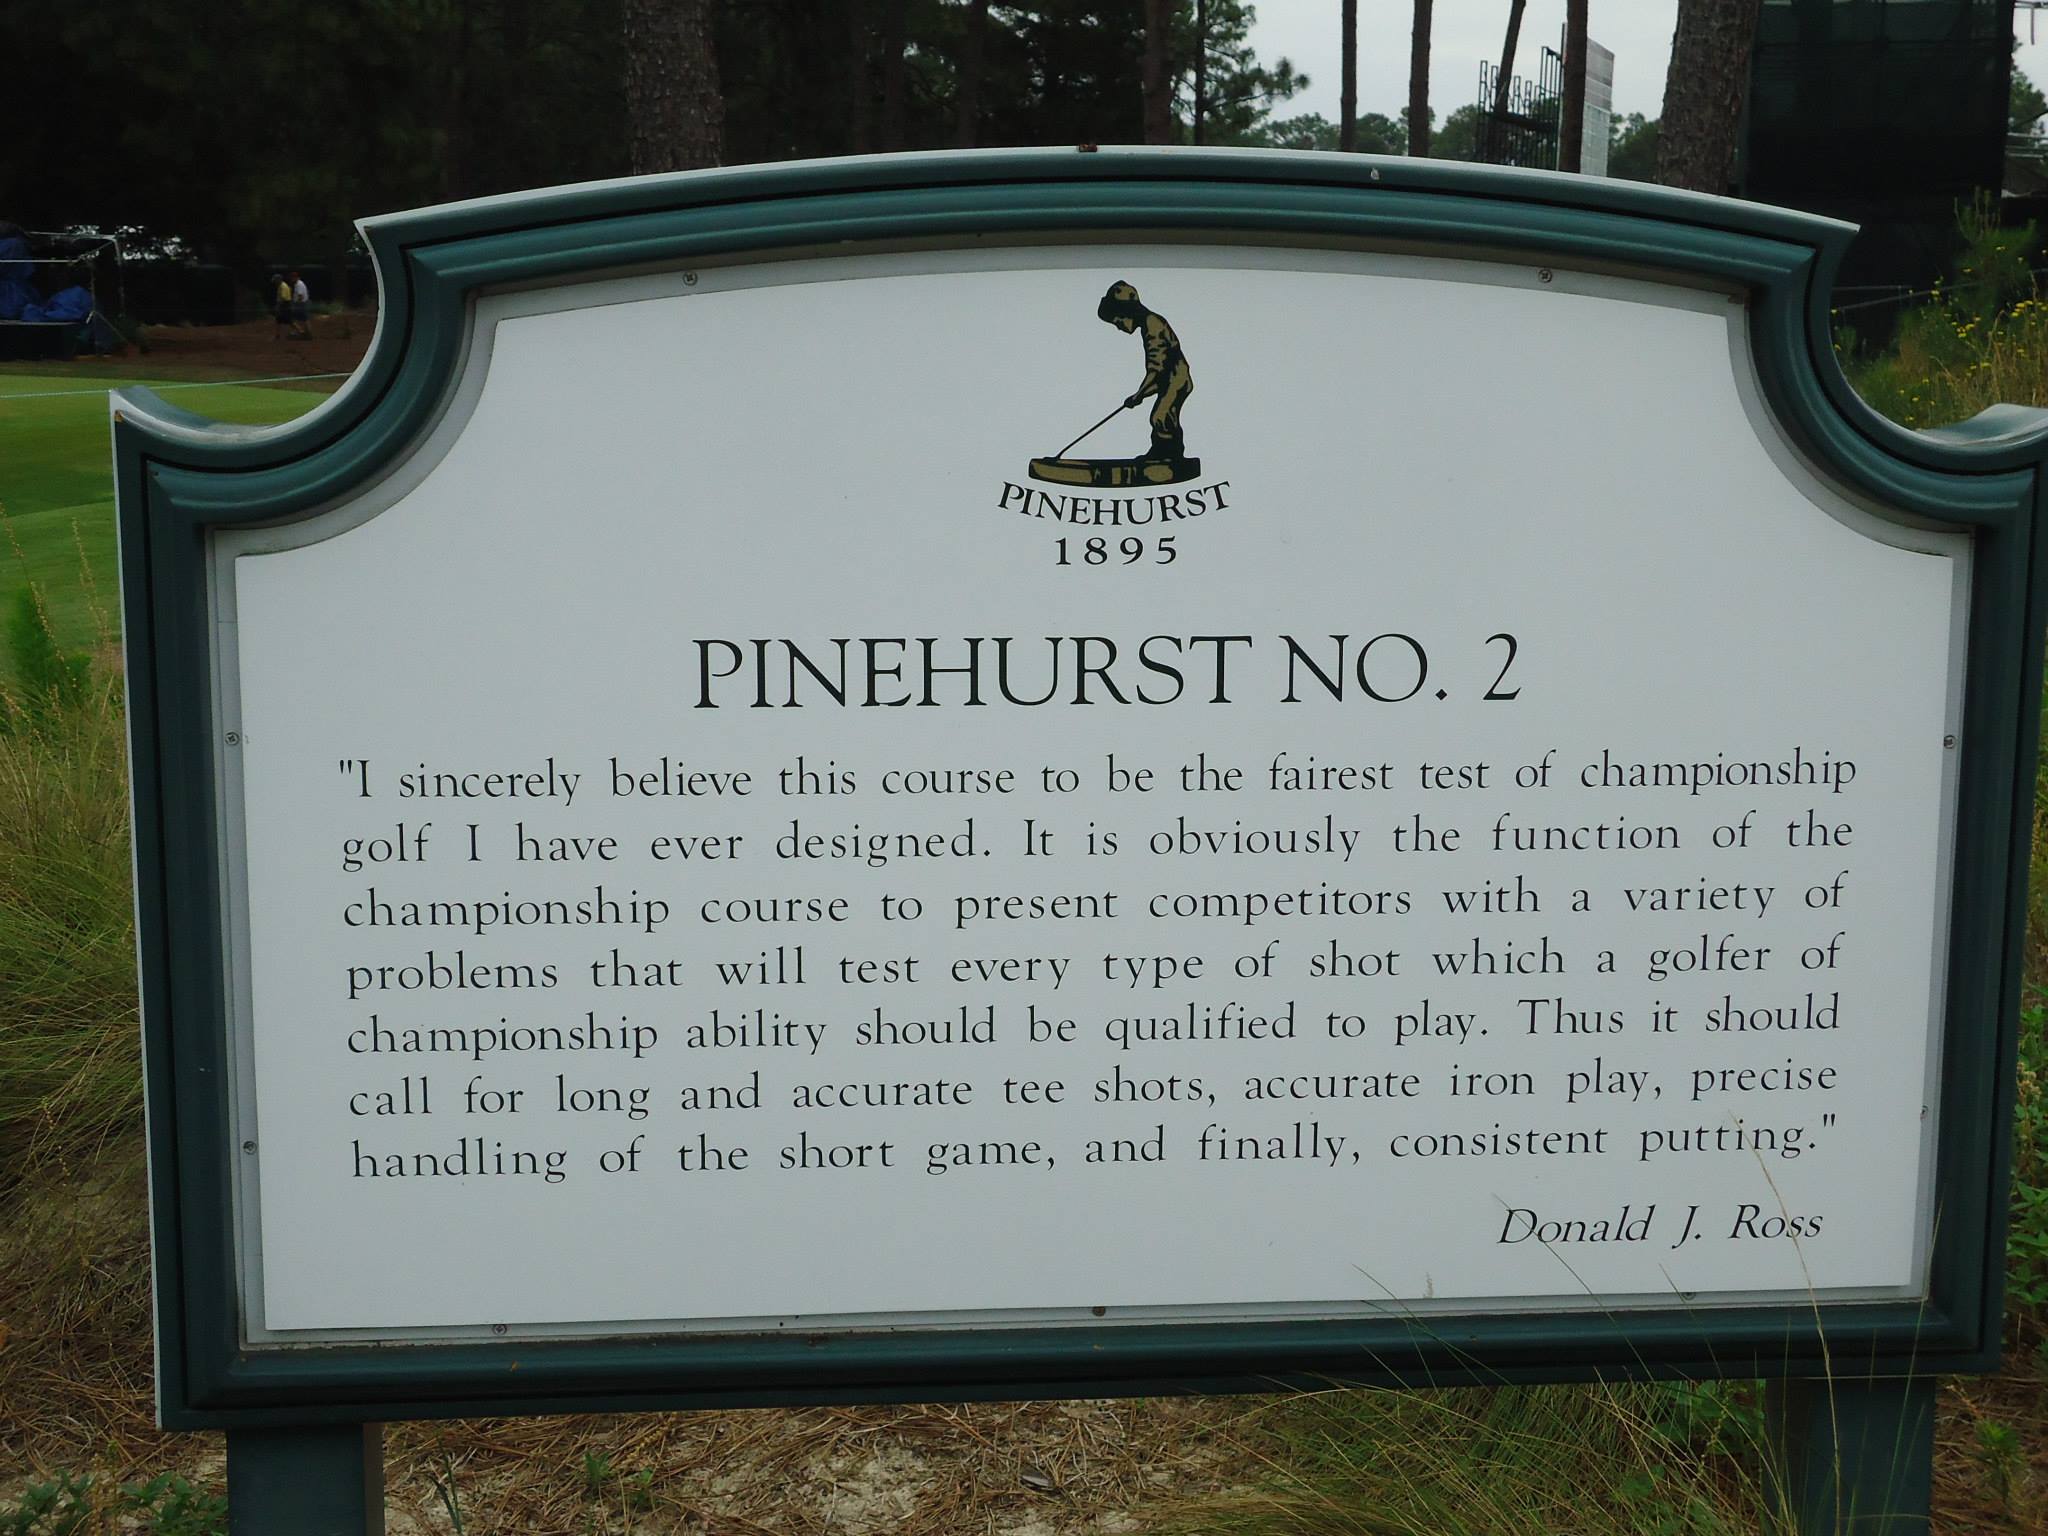 PINEHURST
1895
PINEHURST NO. 2
"I sincerely believe this course to be the fairest test of championship
golf I have ever designed. It is obviously the function of the
championship course to present competitors with a variety of
problems that will test every type of shot which a golfer of
championship ability should be qualified to play. Thus it should
call for long and accurate tee shots, accurate iron play, precise
handling of the short game, and finally, consistent putting."
Donald J. Ross